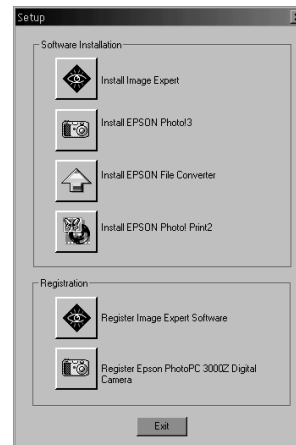 Setup
Software Installation
Install Image Expert
Install EPSON Photo!3
Install EPSON File Converter
Install EPSON Photo! Print2
Registration
Register Image Expert Software
Register Epson PhotoPC 3000Z Digital
Camera
Exit